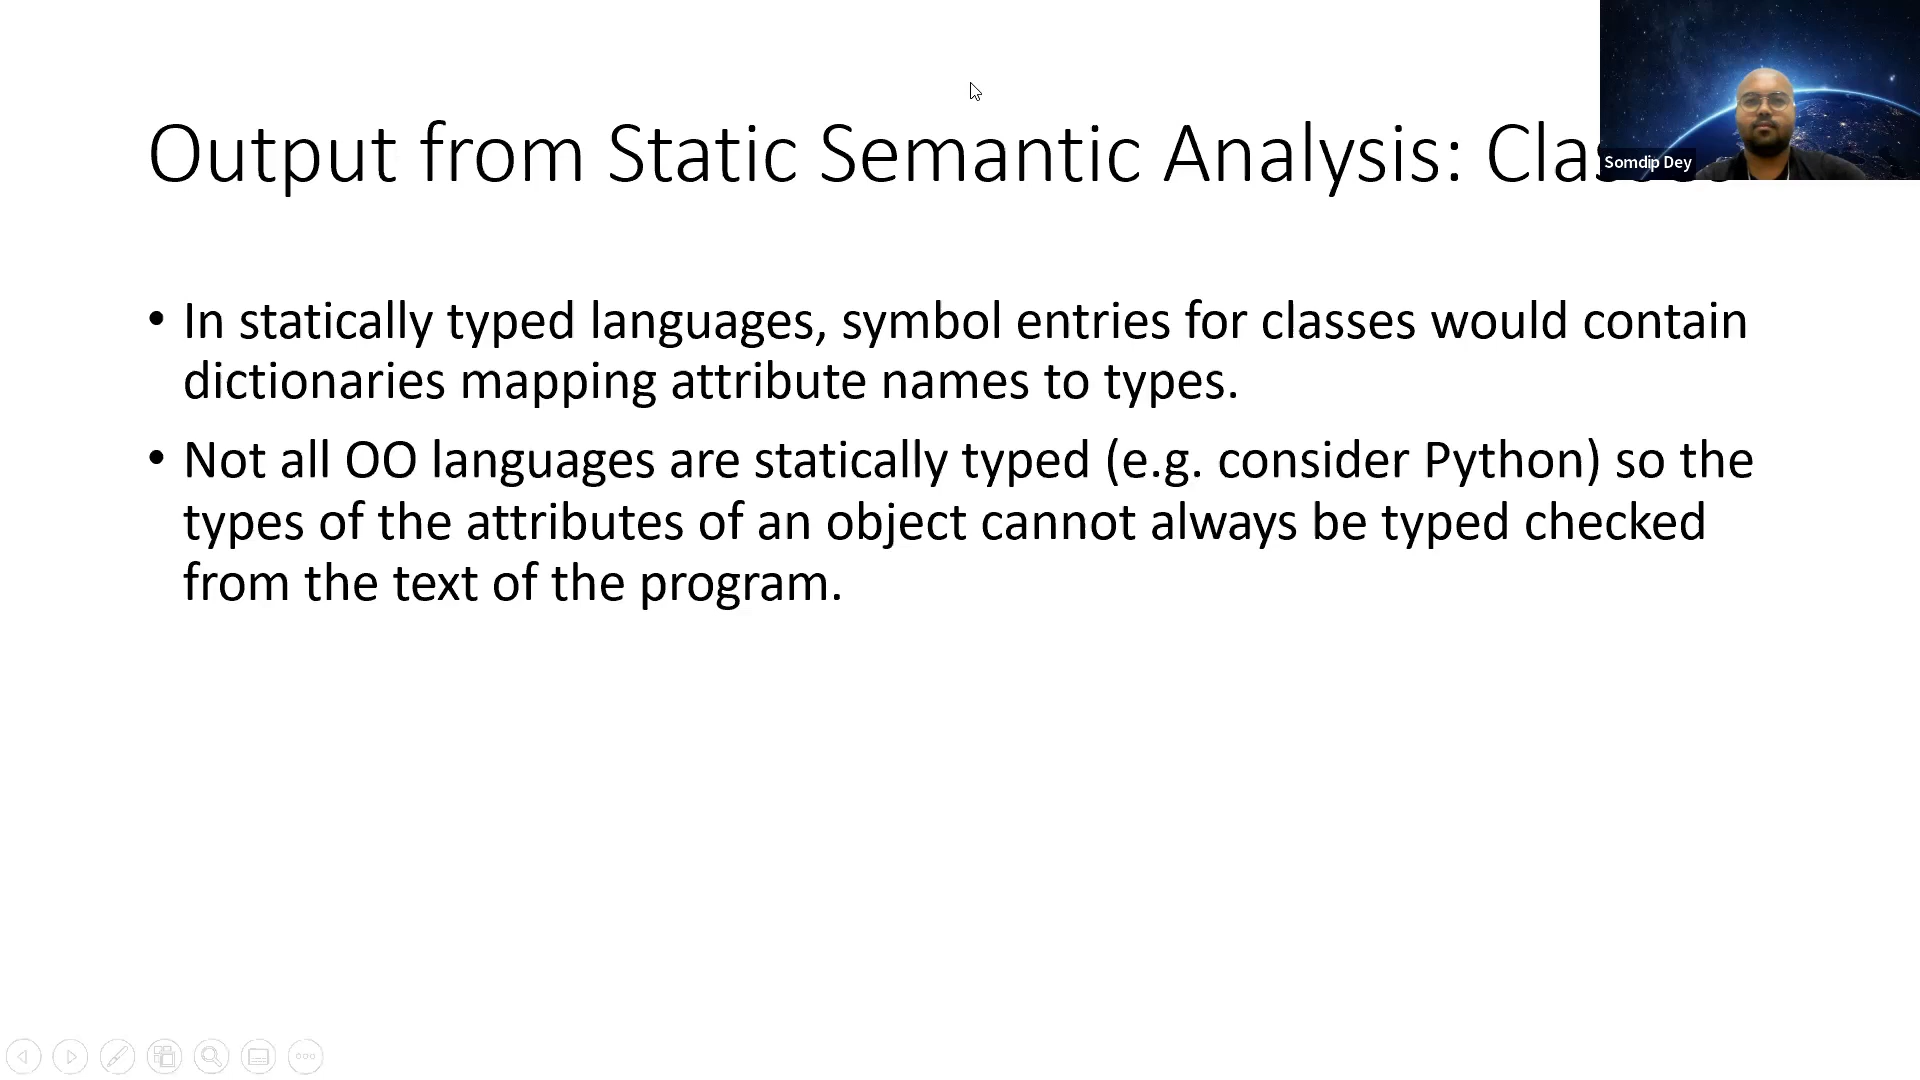 Output from Static Semantic Analysis:
Somdip Dey
• In statically typed languages, symbol entries for classes would contain
dictionaries mapping attribute names to types.
• Not all OO languages are statically typed (e.g. consider Python) so the
types of the attributes of an object cannot always be typed checked
from the text of the program.